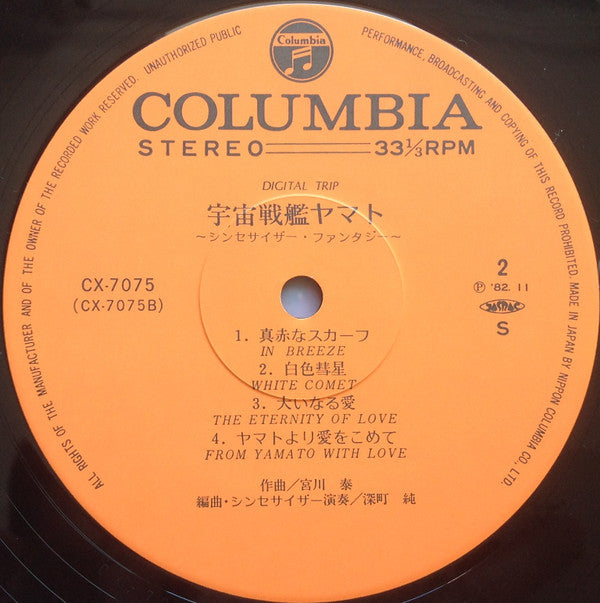 ALL RIGHTS OF THE MANUFACTURER AND OF THE OWNER OF THE RECORDED WORK RESERVED. UNAUTHORIZED PUBLIC PERFORMANCE, BROADCASTING AND COPYING OF THIS RECORD PROHIBITED. MADE IN JAPAN BY NIPPON COLUMBIA CO., LTD.
Columbia
COLUMBIA
STEREO 33 1/3 RPM
DIGITAL TRIP
宇宙戦艦ヤマト
〜シンセサイザー・ファンタジー〜
CX-7075
(CX-7075B)
2
Ⓟ '82. 11
JASRAC
S
1. 真赤なスカーフ
IN BREEZE
2. 白色彗星
WHITE COMET
3. 大いなる愛
THE ETERNITY OF LOVE
4. ヤマトより愛をこめて
FROM YAMATO WITH LOVE
作曲/宮川 泰
編曲・シンセサイザー演奏/深町 純